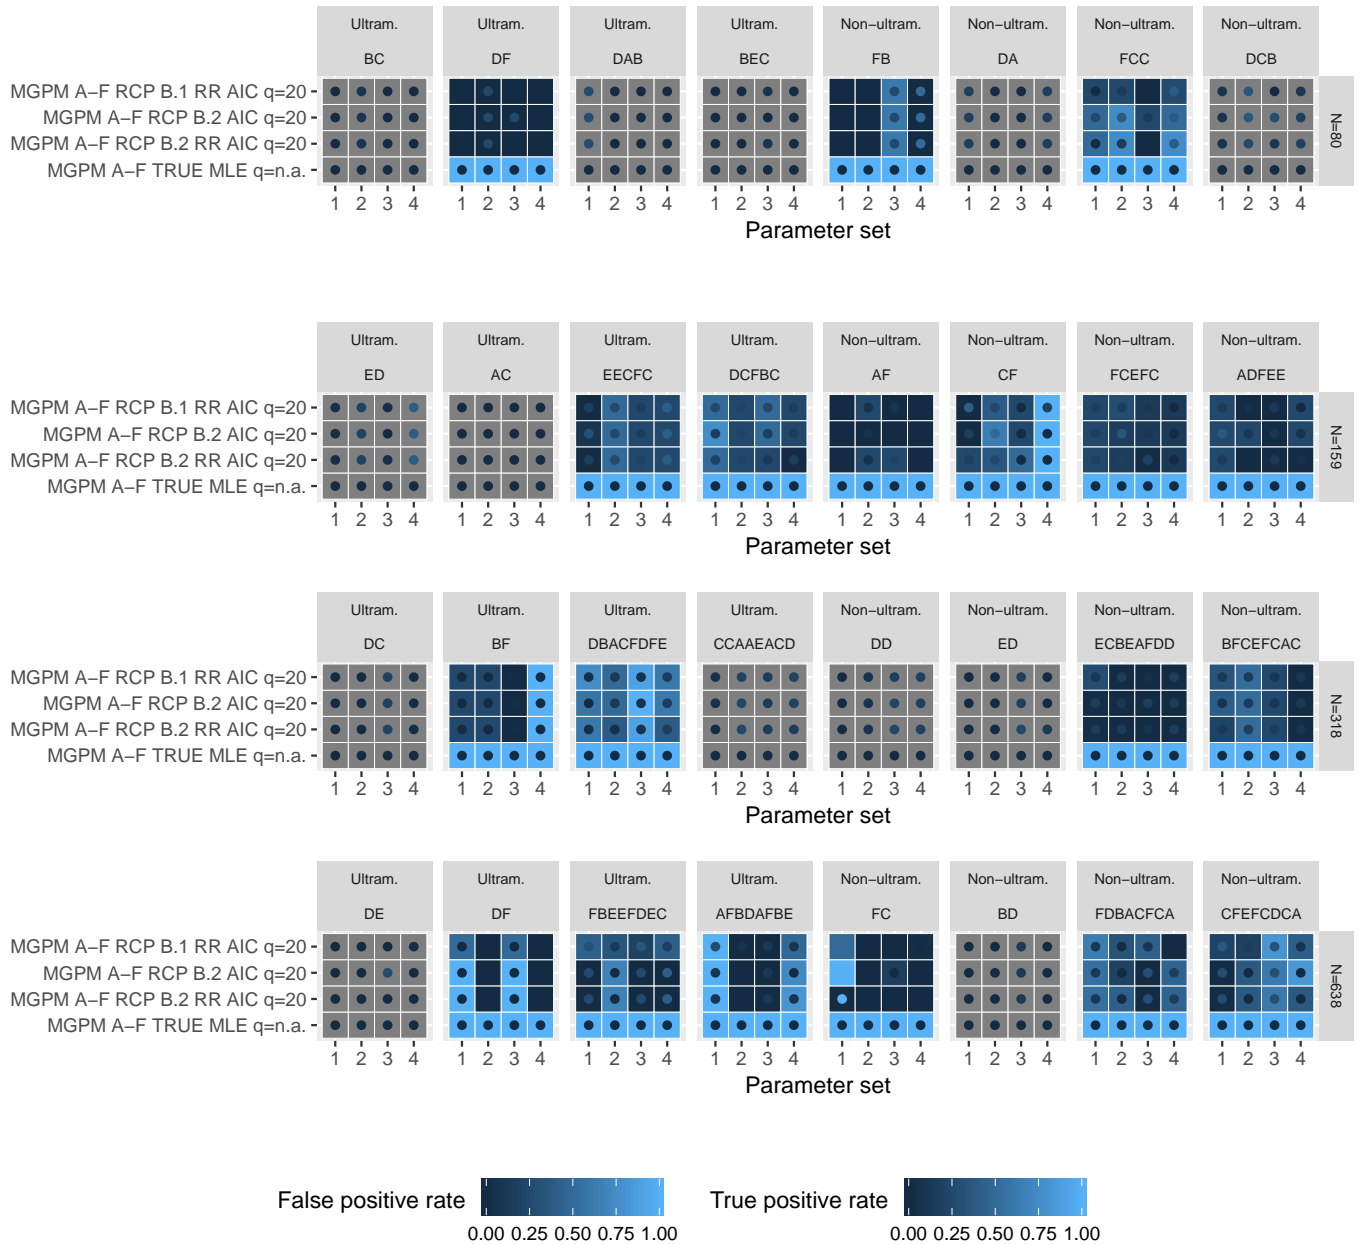 Ultram. Ultram. Ultram. Ultram. Non−ultram. Non−ultram. Non−ultram. Non−ultram.
BC DF DAB BEC FB DA FCC DCB
MGPM A−F RCP B.1 RR AIC q=20
MGPM A−F RCP B.2 AIC q=20
MGPM A−F RCP B.2 RR AIC q=20
MGPM A−F TRUE MLE q=n.a.
N=80
1 2 3 4 1 2 3 4 1 2 3 4 1 2 3 4 1 2 3 4 1 2 3 4 1 2 3 4 1 2 3 4
Parameter set
Ultram. Ultram. Ultram. Ultram. Non−ultram. Non−ultram. Non−ultram. Non−ultram.
ED AC EECFC DCFBC AF CF FCEFC ADFEE
MGPM A−F RCP B.1 RR AIC q=20
MGPM A−F RCP B.2 AIC q=20
MGPM A−F RCP B.2 RR AIC q=20
MGPM A−F TRUE MLE q=n.a.
N=159
1 2 3 4 1 2 3 4 1 2 3 4 1 2 3 4 1 2 3 4 1 2 3 4 1 2 3 4 1 2 3 4
Parameter set
Ultram. Ultram. Ultram. Ultram. Non−ultram. Non−ultram. Non−ultram. Non−ultram.
DC BF DBACFDFE CCAAEACD DD ED ECBEAFDD BFCEFCAC
MGPM A−F RCP B.1 RR AIC q=20
MGPM A−F RCP B.2 AIC q=20
MGPM A−F RCP B.2 RR AIC q=20
MGPM A−F TRUE MLE q=n.a.
N=318
1 2 3 4 1 2 3 4 1 2 3 4 1 2 3 4 1 2 3 4 1 2 3 4 1 2 3 4 1 2 3 4
Parameter set
Ultram. Ultram. Ultram. Ultram. Non−ultram. Non−ultram. Non−ultram. Non−ultram.
DE DF FBEEFDEC AFBDAFBE FC BD FDBACFCA CFEFCDCA
MGPM A−F RCP B.1 RR AIC q=20
MGPM A−F RCP B.2 AIC q=20
MGPM A−F RCP B.2 RR AIC q=20
MGPM A−F TRUE MLE q=n.a.
N=638
1 2 3 4 1 2 3 4 1 2 3 4 1 2 3 4 1 2 3 4 1 2 3 4 1 2 3 4 1 2 3 4
Parameter set
False positive rate True positive rate
0.00 0.25 0.50 0.75 1.00 0.00 0.25 0.50 0.75 1.00